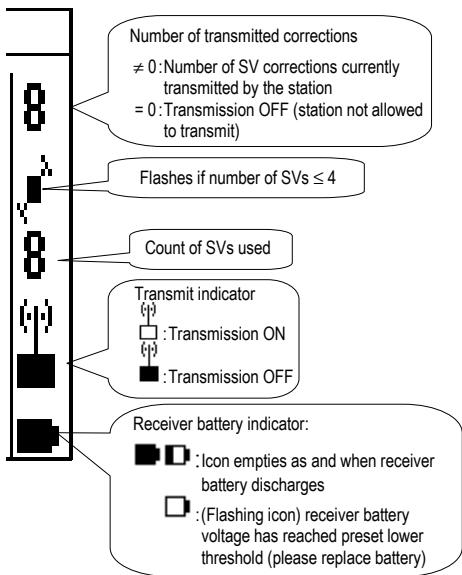 Number of transmitted corrections
≠ 0:Number of SV corrections currently
transmitted by the station
= 0:Transmission OFF (station not allowed
to transmit)
8
Flashes if number of SVs ≤ 4
8
Count of SVs used
Transmit indicator
:Transmission ON
:Transmission OFF
Receiver battery indicator:
:Icon empties as and when receiver
battery discharges
:(Flashing icon) receiver battery
voltage has reached preset lower
threshold (please replace battery)